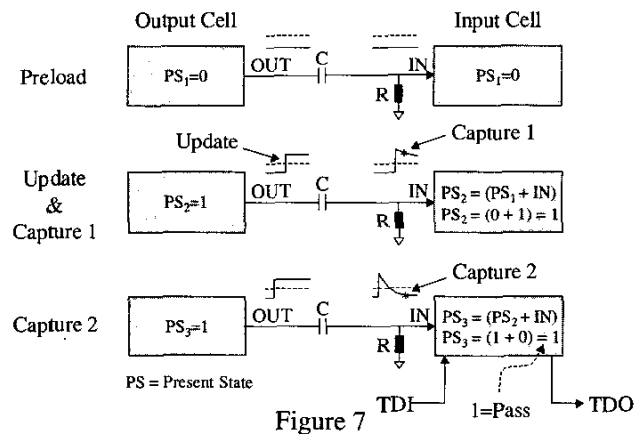 Output Cell
Input Cell
Preload
PS₁=0
OUT
C
IN
R
PS₁=0
Update
Capture 1
Update
&
Capture 1
PS₂=1
OUT
C
IN
R
PS₂ = (PS₁ + IN)
PS₂ = (0 + 1) = 1
Capture 2
Capture 2
PS₃=1
OUT
C
IN
R
PS₃ = (PS₂ + IN)
PS₃ = (1 + 0) = 1
PS = Present State
TDI
1=Pass
TDO
Figure 7